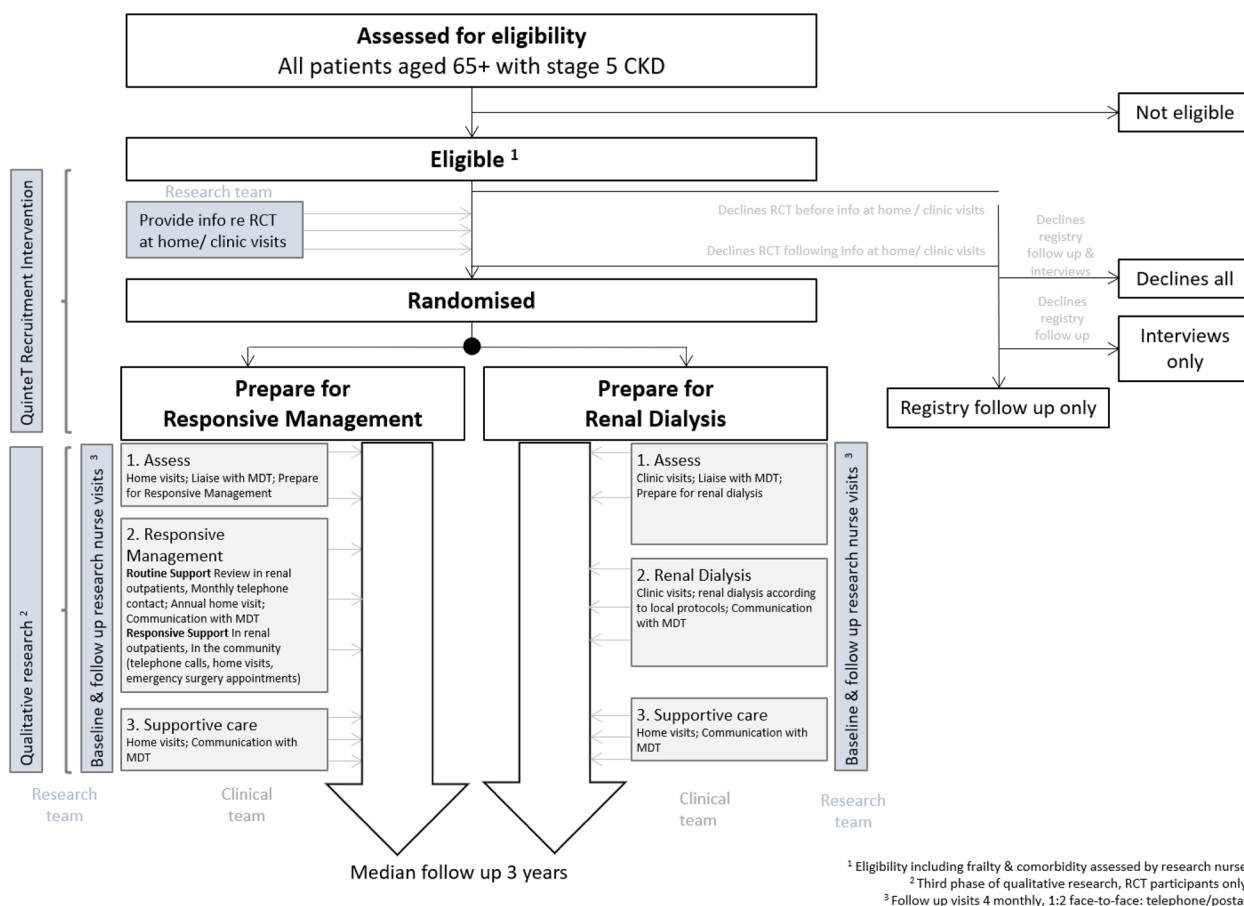 Assessed for eligibility
All patients aged 65+ with stage 5 CKD
Not eligible
Eligible ¹
Research team
Provide info re RCT
at home/ clinic visits
Declines RCT before info at home / clinic visits
Declines RCT following info at home / clinic visits
Declines
registry
follow up &
interviews
Declines all
Randomised
Declines
registry
follow up
Interviews
only
Registry follow up only
QuinteT Recruitment Intervention
Prepare for
Responsive Management
Prepare for
Renal Dialysis
Qualitative research ²
Baseline & follow up research nurse visits ³
1. Assess
Home visits; Liaise with MDT; Prepare
for Responsive Management
2. Responsive
Management
Routine Support Review in renal
outpatients, Monthly telephone
contact; Annual home visit;
Communication with MDT
Responsive Support In renal
outpatients, In the community
(telephone calls, home visits,
emergency surgery appointments)
3. Supportive care
Home visits; Communication with
MDT
1. Assess
Clinic visits; Liaise with MDT;
Prepare for renal dialysis
2. Renal Dialysis
Clinic visits; renal dialysis according
to local protocols; Communication
with MDT
3. Supportive care
Home visits; Communication with
MDT
Baseline & follow up research nurse visits ³
Research
team
Clinical
team
Clinical
team
Research
team
Median follow up 3 years
¹ Eligibility including frailty & comorbidity assessed by research nurse
² Third phase of qualitative research, RCT participants only
³ Follow up visits 4 monthly, 1:2 face-to-face: telephone/posta